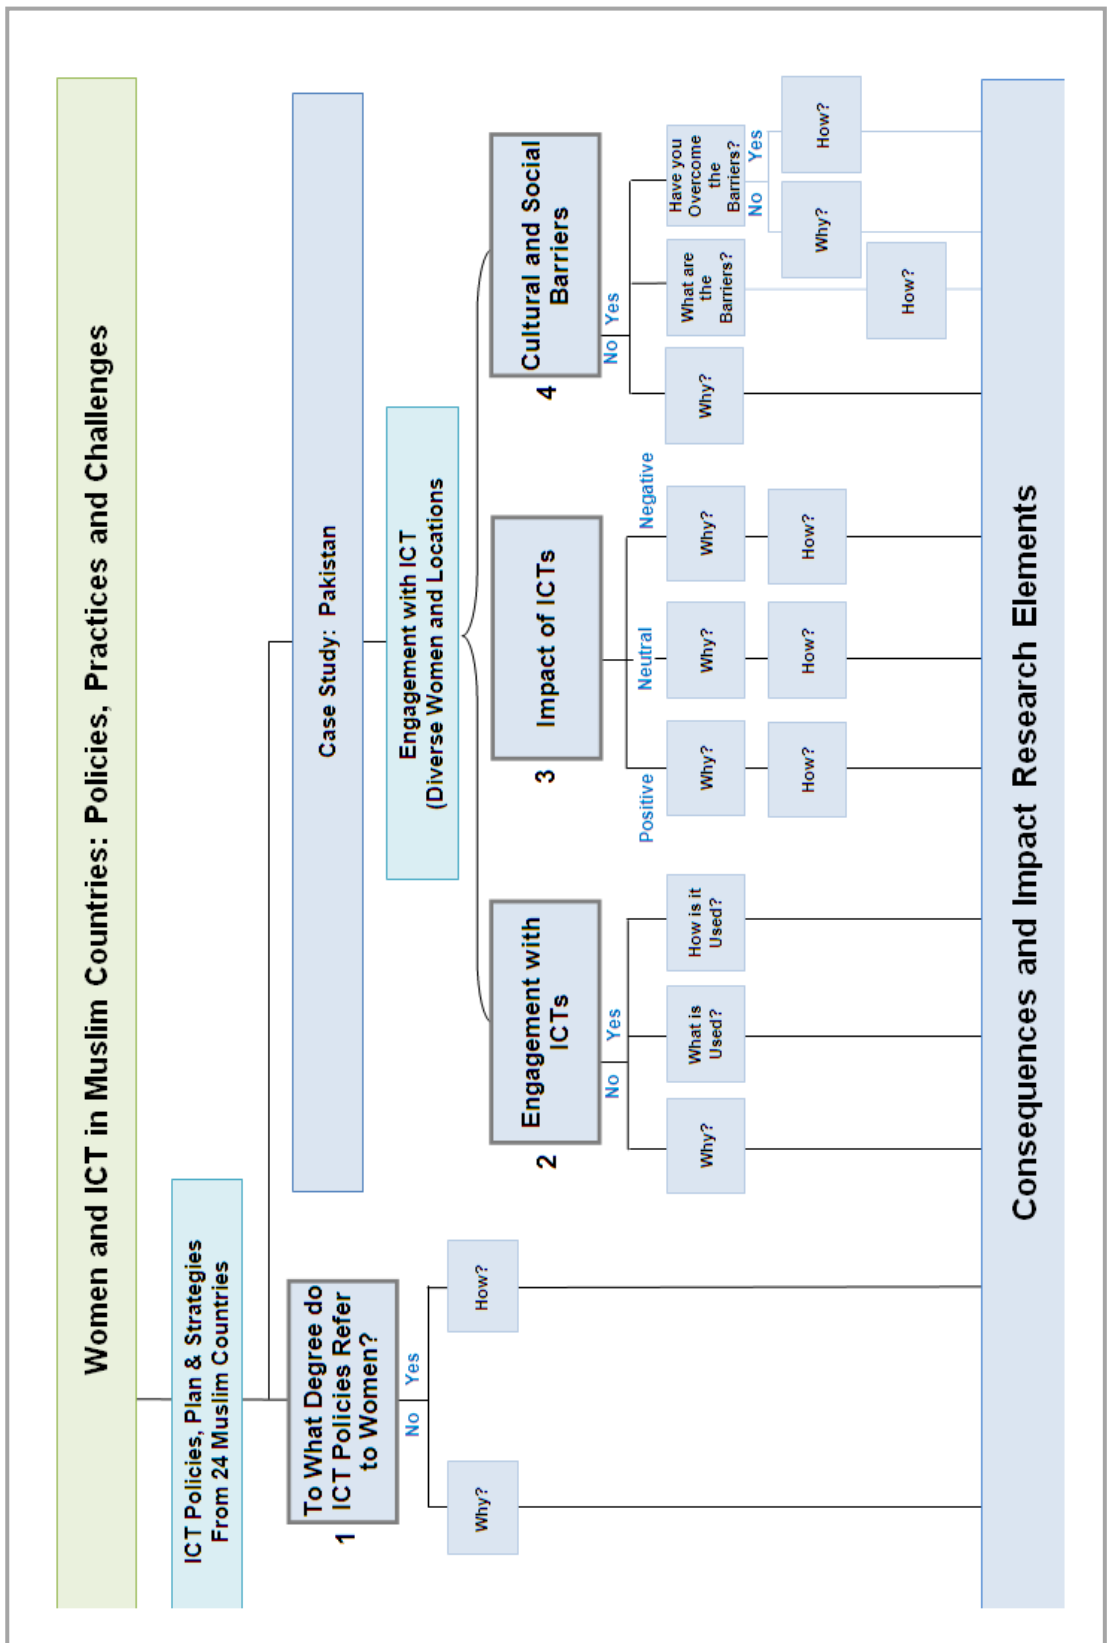 Women and ICT in Muslim Countries: Policies, Practices and Challenges
ICT Policies, Plan & Strategies
From 24 Muslim Countries
Case Study: Pakistan
Engagement with ICT
(Diverse Women and Locations
1
To What Degree do
ICT Policies Refer
to Women?
No
Yes
Why?
How?
2
Engagement with
ICTs
No
Yes
Why?
What is
Used?
How is it
Used?
3
Impact of ICTs
Positive
Neutral
Negative
Why?
Why?
Why?
How?
How?
How?
4
Cultural and Social
Barriers
No
Yes
Why?
What are
the
Barriers?
How?
Have you
Overcome
the
Barriers?
No
Yes
Why?
How?
Consequences and Impact Research Elements